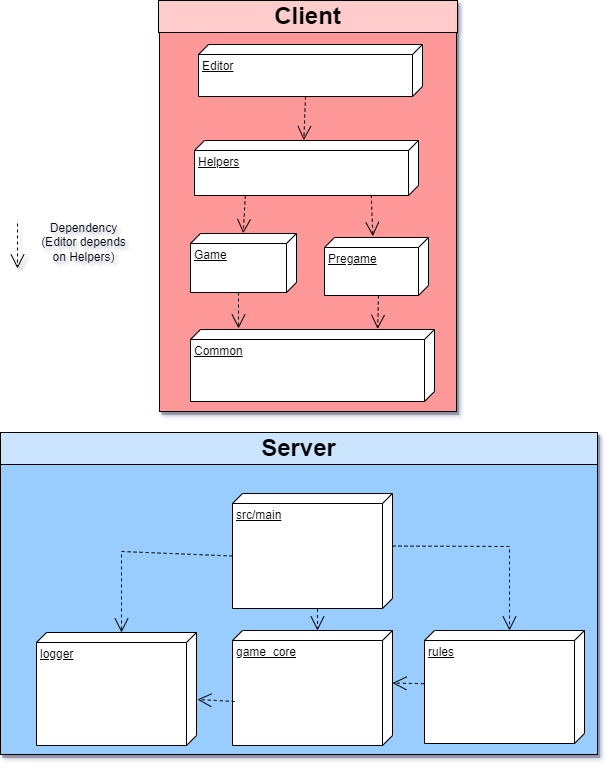 Client
Editor
Helpers
Dependency
(Editor depends
on Helpers)
Game
Pregame
Common
Server
src/main
logger
game_core
rules